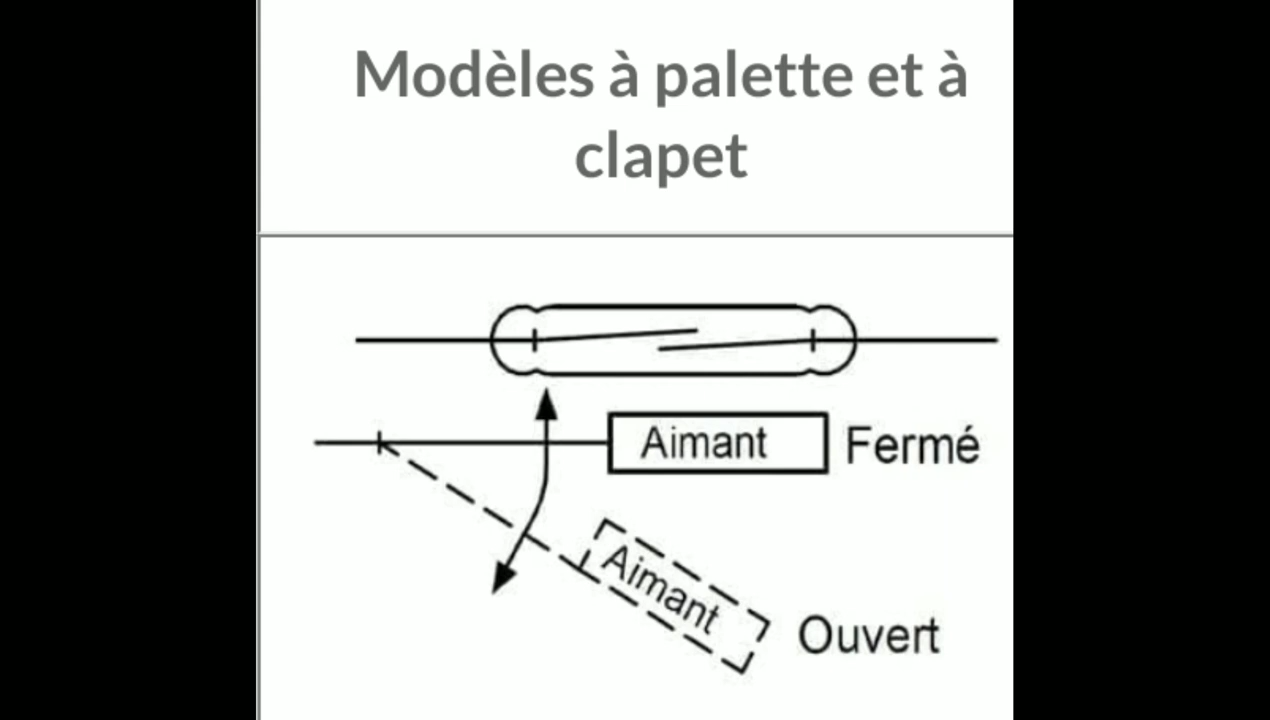 Modèles à palette et à
clapet
Aimant
Fermé
Aimant
Ouvert